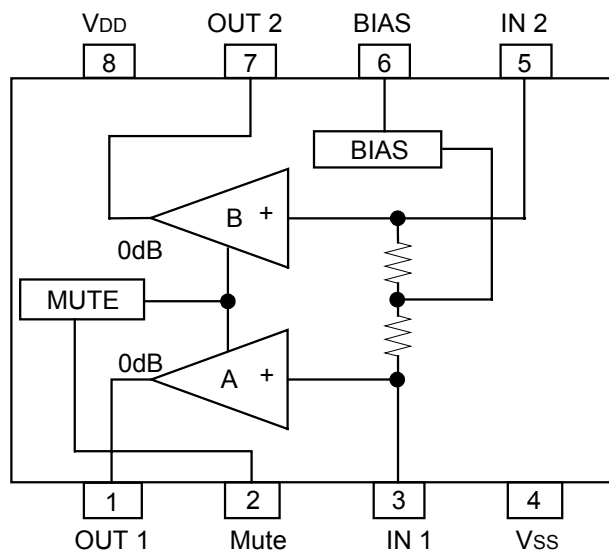 VDD OUT 2 BIAS IN 2
8 7 6 5
BIAS
B +
0dB
MUTE
0dB
A +
1 2 3 4
OUT 1 Mute IN 1 VSS